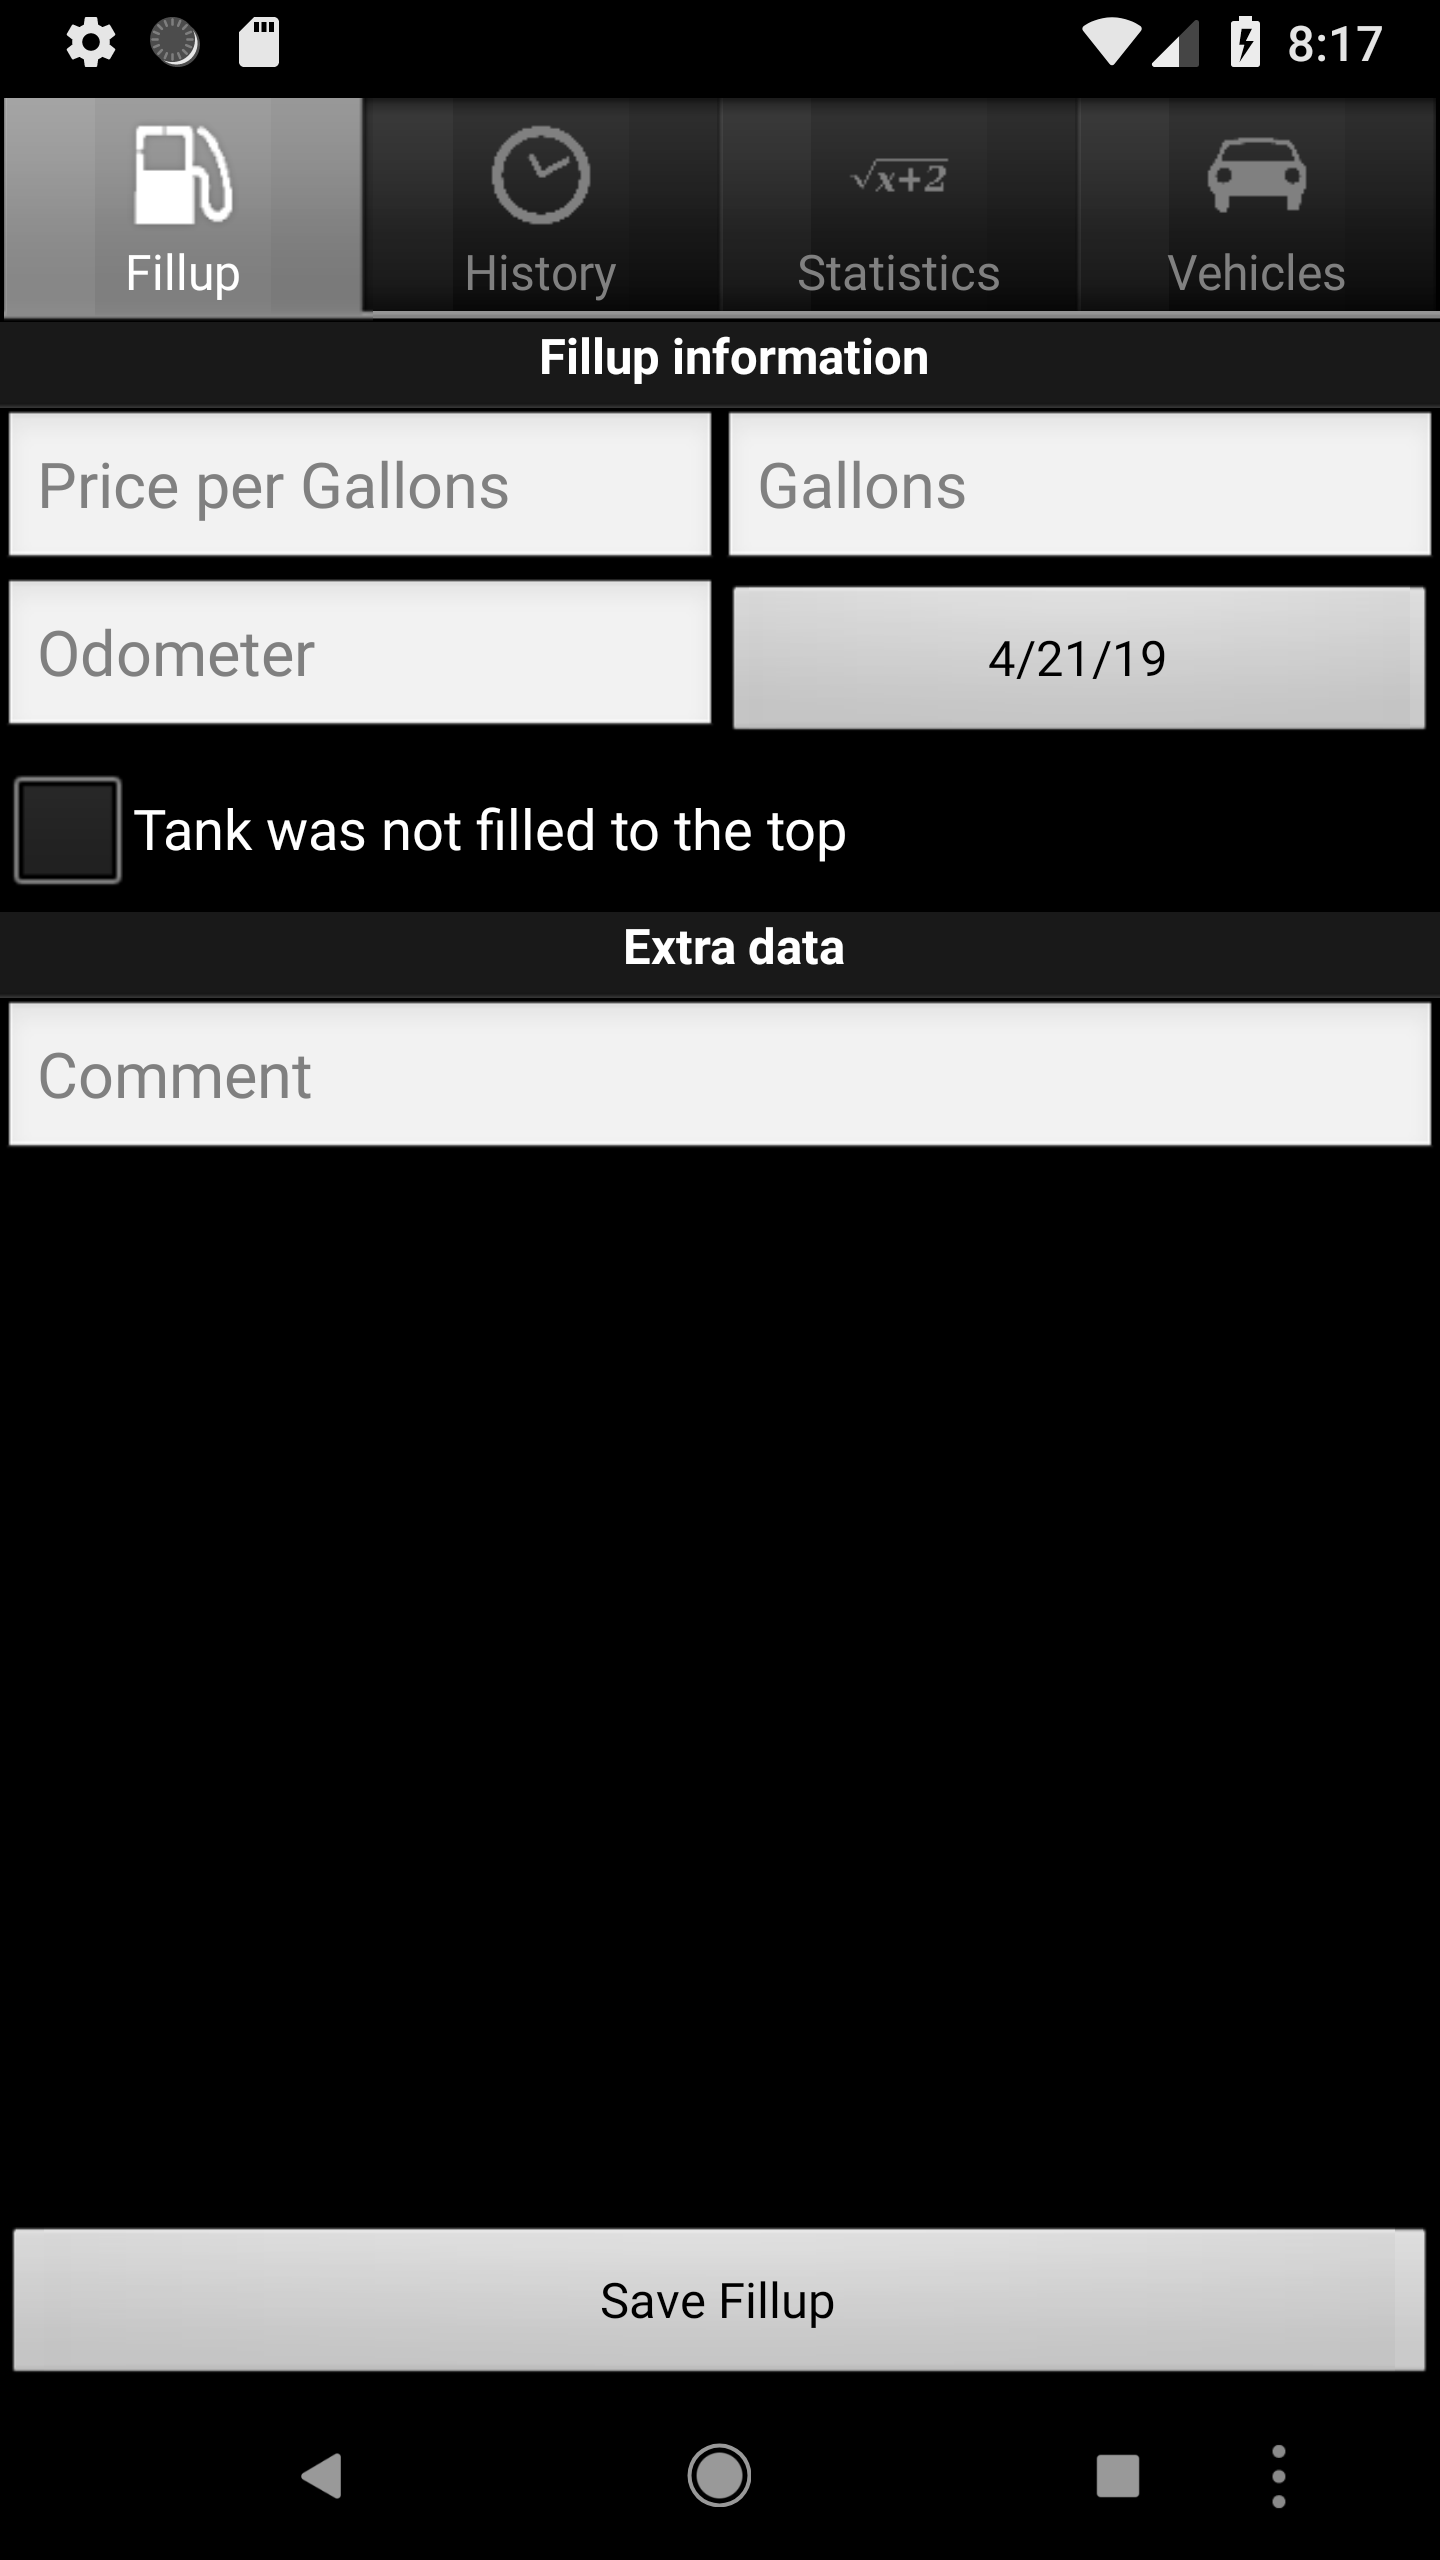 8:17
√x+2
Fillup
History
Statistics
Vehicles
Fillup information
Price per Gallons
Gallons
Odometer
4/21/19
Tank was not filled to the top
Extra data
Comment
Save Fillup